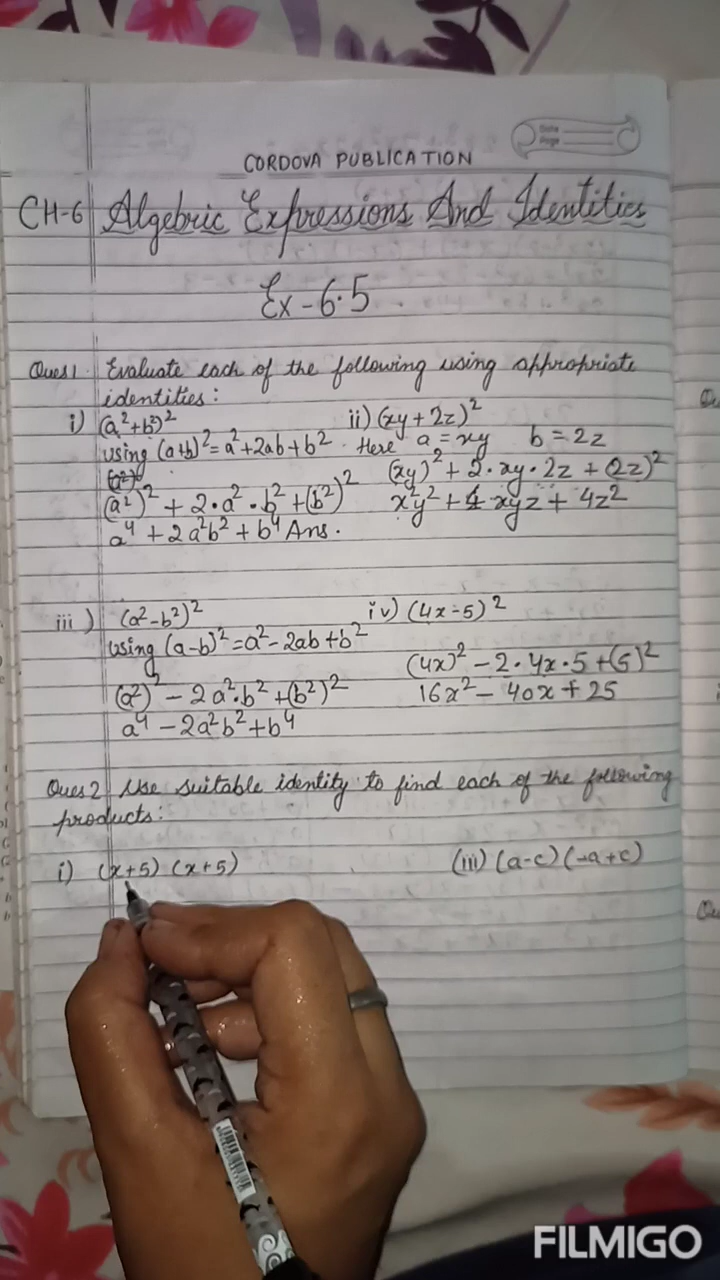 Date
Page
CORDOVA PUBLICATION
CH-6 Algebric Expressions And Identities
Ex-6.5
Ques1. Evaluate each of the following using appropriate
identities:
i) (a²+b²)² ii) (xy+2z)²
using (a+b)²=a²+2ab+b². Here a=xy b=2z
(xy)²+2·xy·2z+(2z)²
(a²)²+2·a²·b²+(b²)² x²y²+4xyz+4z²
a⁴+2a²b²+b⁴ Ans.
iii) (a²-b²)² iv) (4x-5)²
using (a-b)²=a²-2ab+b²
(4x)²-2·4x·5+(5)²
(a²)²-2a²·b²+(b²)² 16x²-40x+25
a⁴-2a²b²+b⁴
Ques2 Use suitable identity to find each of the following
products:
i) (x+5) (x+5) (iii) (a-c) (-a+c)
FILMIGO